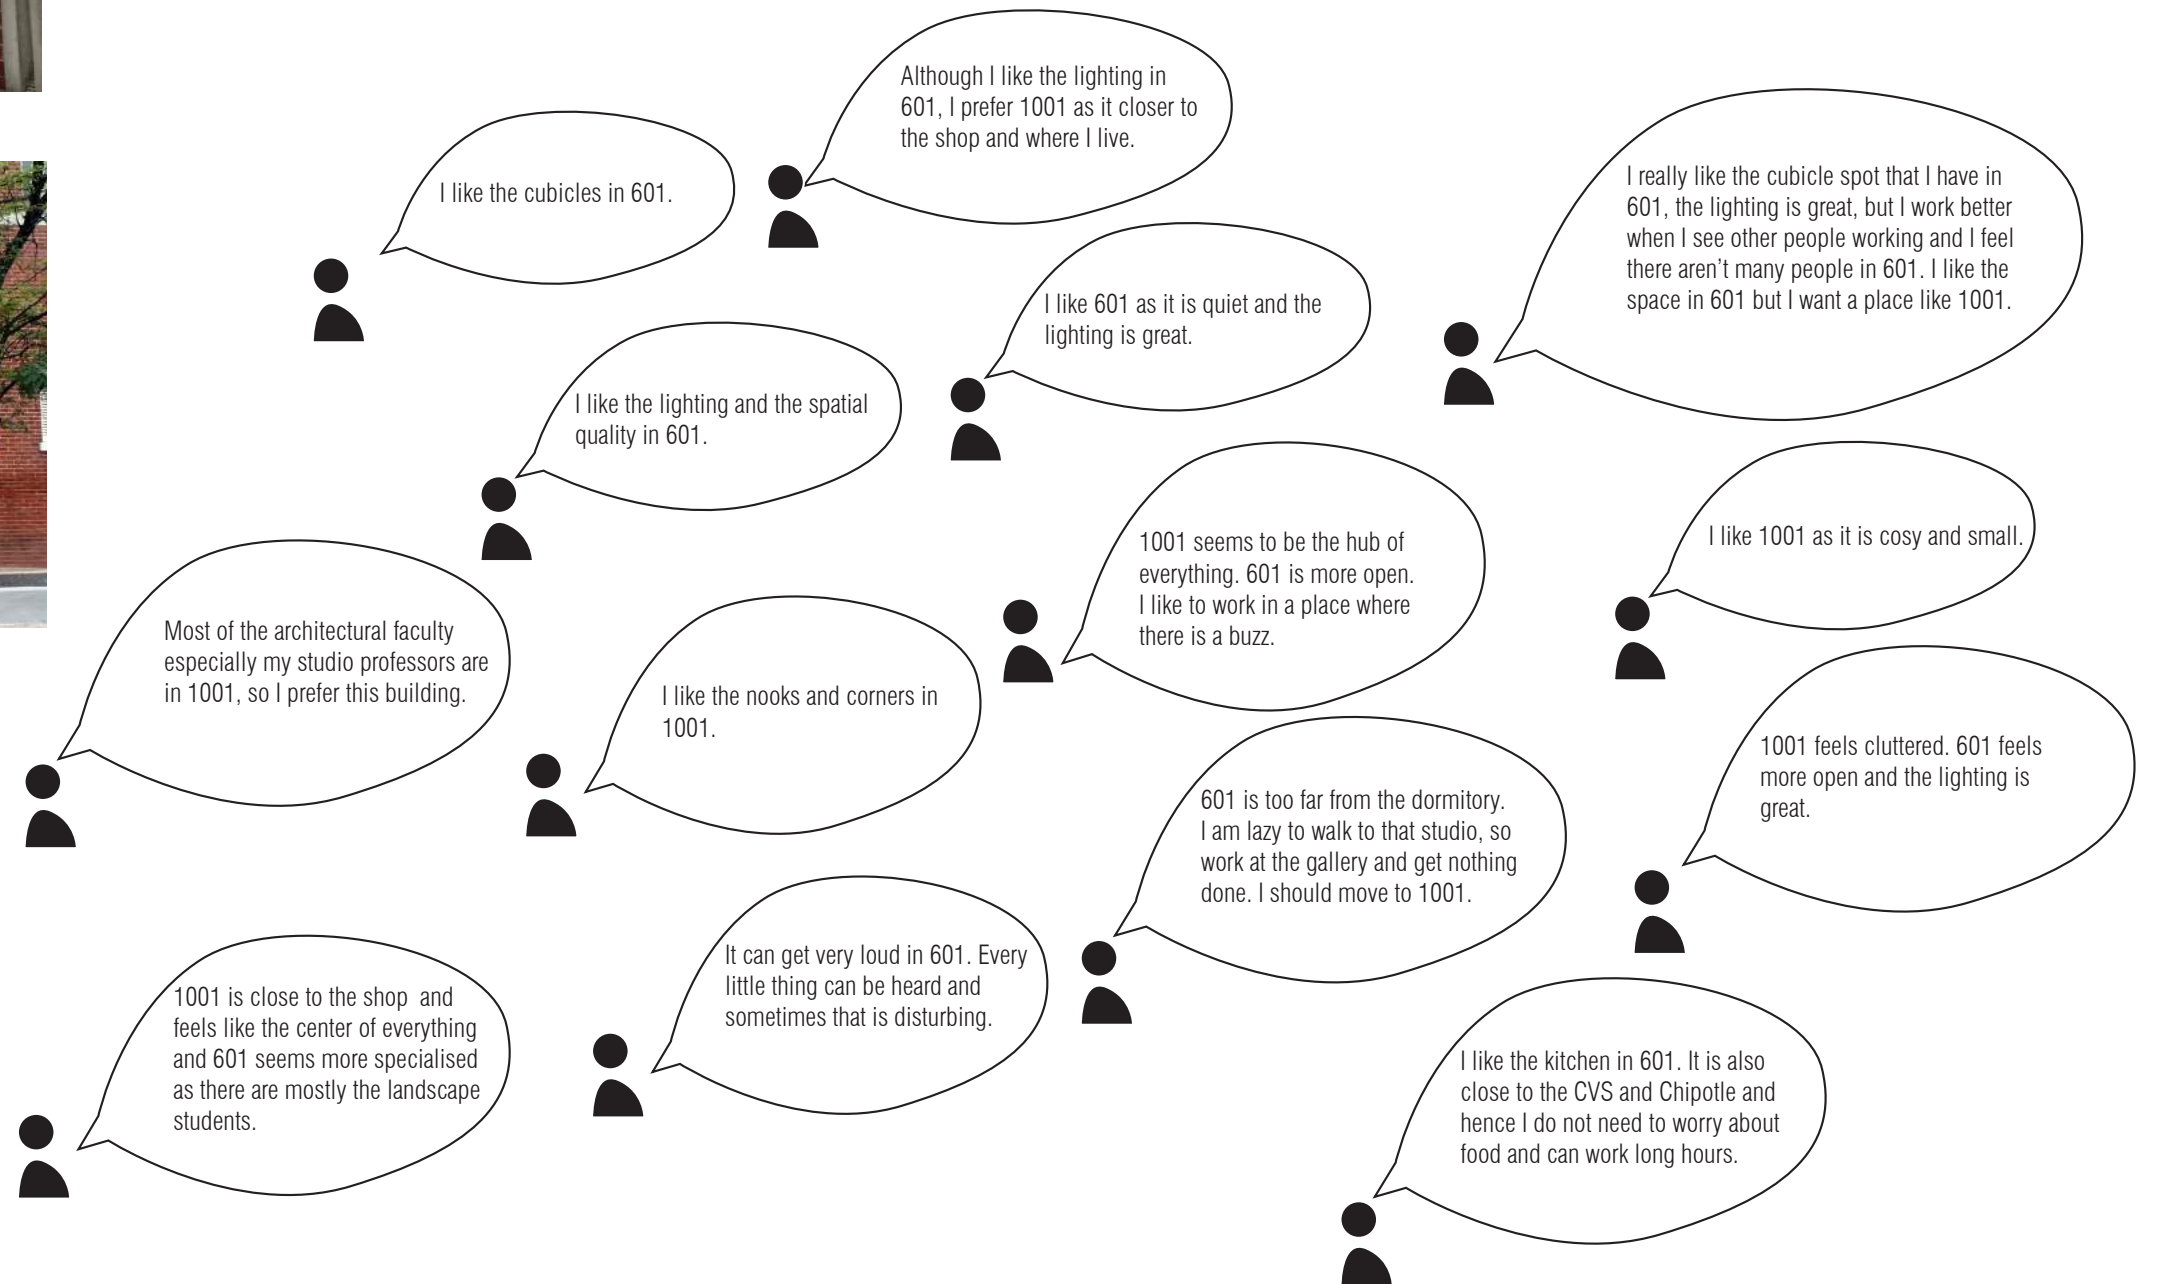 Although I like the lighting in
601, I prefer 1001 as it closer to
the shop and where I live.
I like the cubicles in 601.
I really like the cubicle spot that I have in
601, the lighting is great, but I work better
when I see other people working and I feel
there aren't many people in 601. I like the
space in 601 but I want a place like 1001.
I like 601 as it is quiet and the
lighting is great.
I like the lighting and the spatial
quality in 601.
1001 seems to be the hub of
everything. 601 is more open.
I like to work in a place where
there is a buzz.
I like 1001 as it is cosy and small.
Most of the architectural faculty
especially my studio professors are
in 1001, so I prefer this building.
I like the nooks and corners in
1001.
1001 feels cluttered. 601 feels
more open and the lighting is
great.
601 is too far from the dormitory.
I am lazy to walk to that studio, so
work at the gallery and get nothing
done. I should move to 1001.
It can get very loud in 601. Every
little thing can be heard and
sometimes that is disturbing.
1001 is close to the shop  and
feels like the center of everything
and 601 seems more specialised
as there are mostly the landscape
students.
I like the kitchen in 601. It is also
close to the CVS and Chipotle and
hence I do not need to worry about
food and can work long hours.